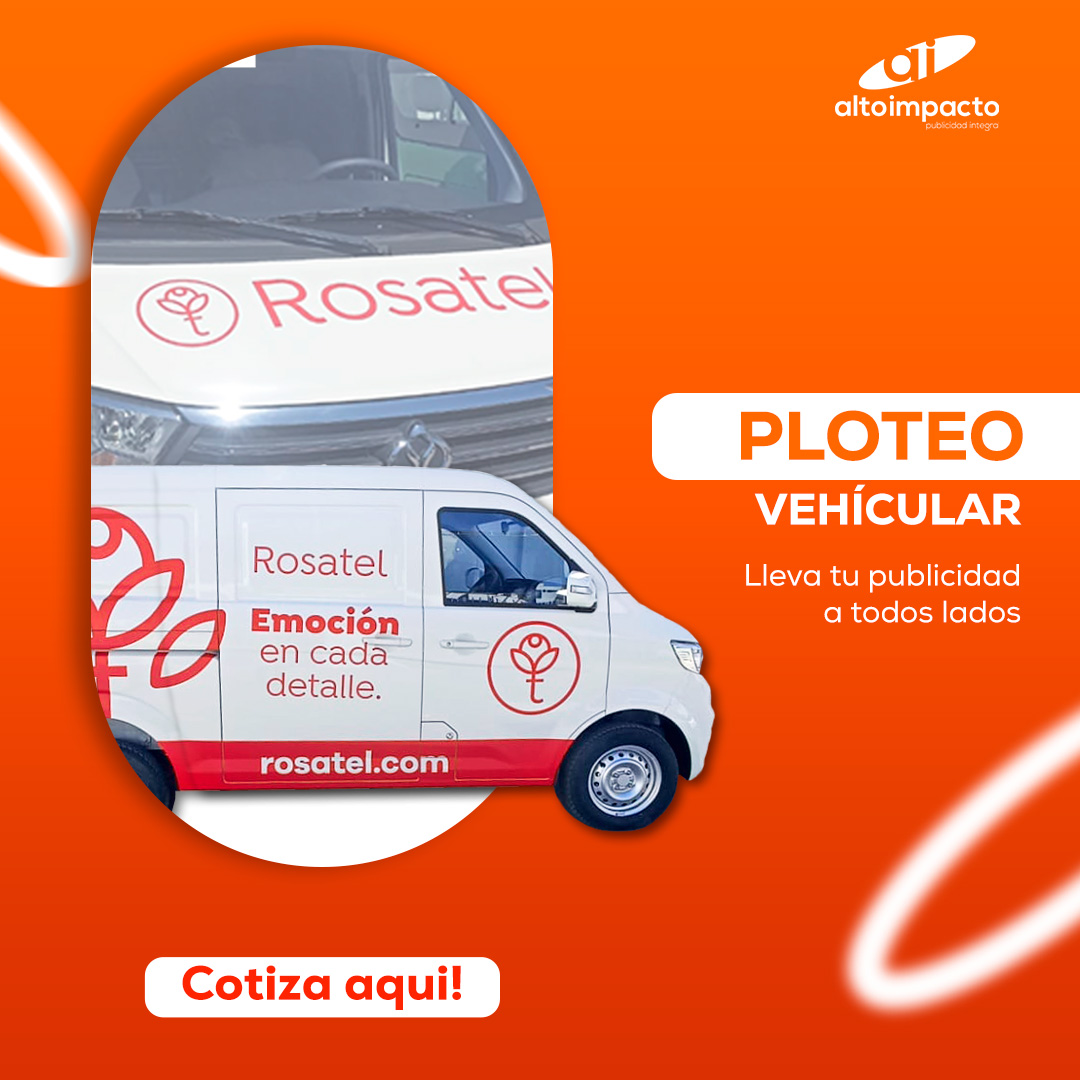 ai
altoimpacto
publicidad integra
Rosatel
PLOTEO
VEHÍCULAR
Lleva tu publicidad
a todos lados
Rosatel
Emoción
en cada
detalle.
rosatel.com
Cotiza aqui!